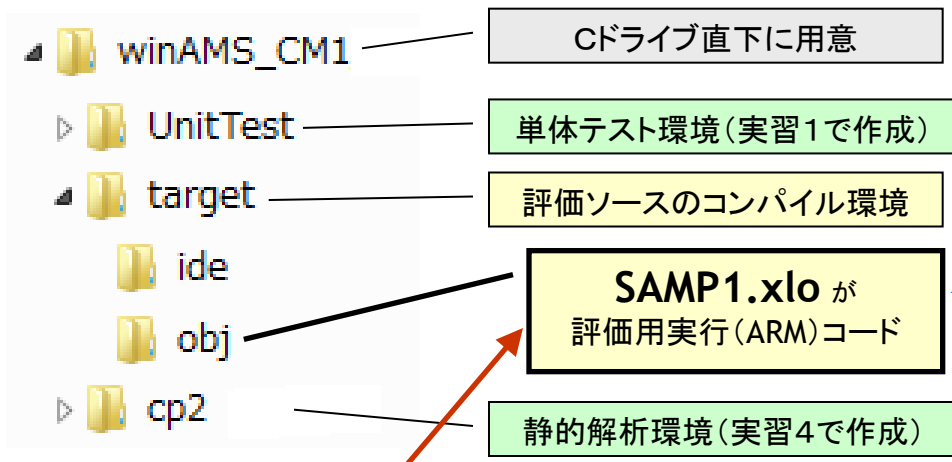 winAMS_CM1
Cドライブ直下に用意
UnitTest
単体テスト環境(実習1で作成)
target
評価ソースのコンパイル環境
ide
obj
SAMP1.xlo が
評価用実行(ARM)コード
cp2
静的解析環境(実習4で作成)